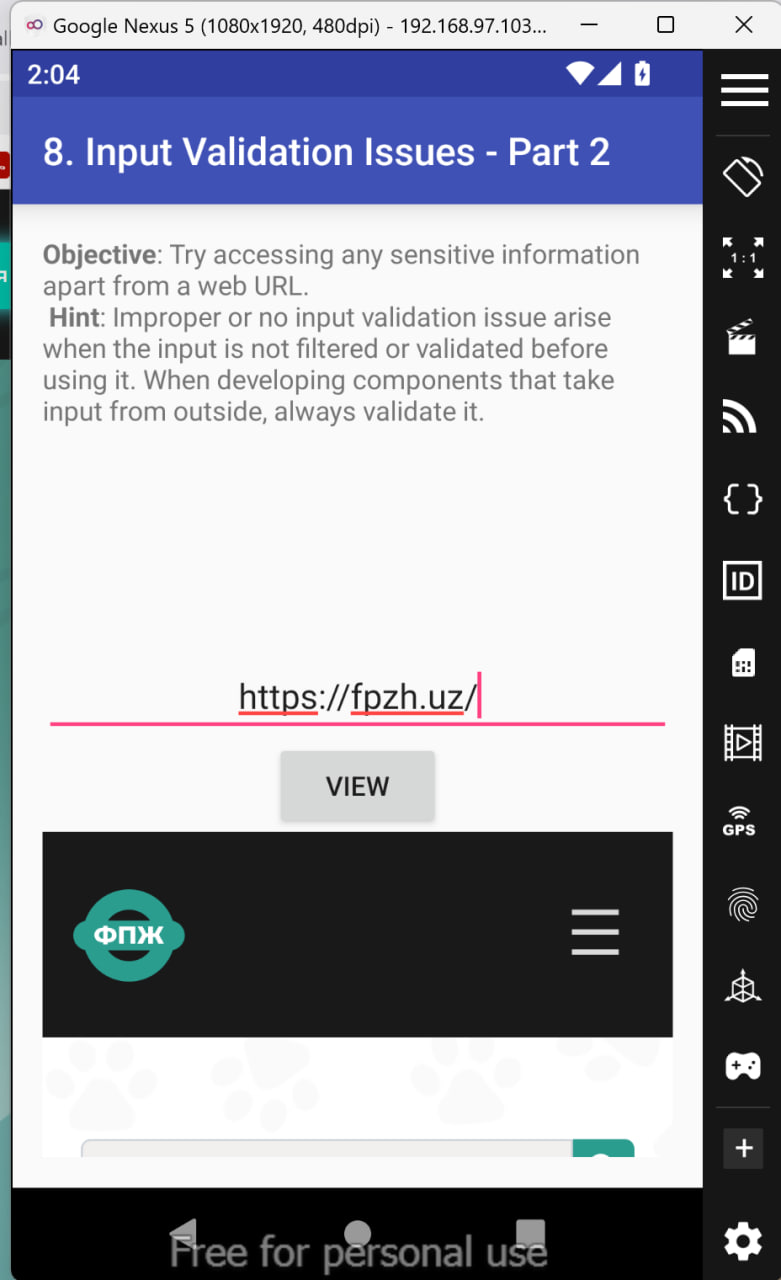 Google Nexus 5 (1080x1920, 480dpi) - 192.168.97.103...
2:04
8. Input Validation Issues - Part 2
Objective: Try accessing any sensitive information
apart from a web URL.
Hint: Improper or no input validation issue arise
when the input is not filtered or validated before
using it. When developing components that take
input from outside, always validate it.
https://fpzh.uz/
VIEW
ФПЖ
Free for personal use
1:1
ID
GPS